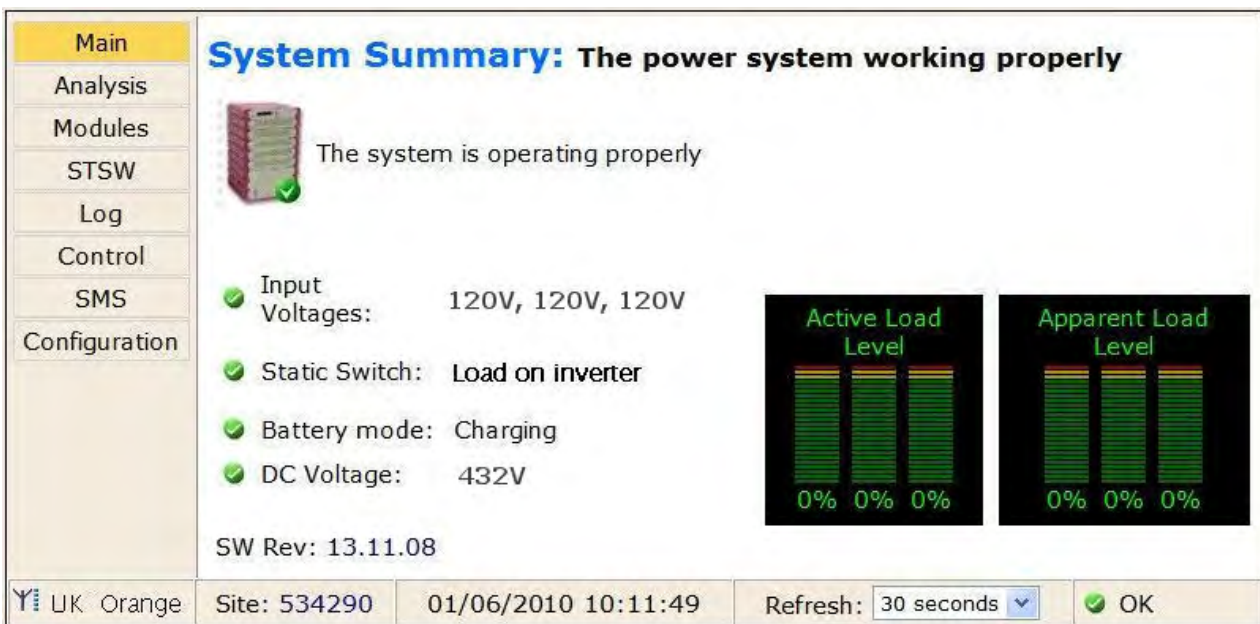 Main
Analysis
Modules
STSW
Log
Control
SMS
Configuration
System Summary: The power system working properly
The system is operating properly
Input
Voltages: 120V, 120V, 120V
Static Switch: Load on inverter
Battery mode: Charging
DC Voltage: 432V
SW Rev: 13.11.08
Active Load
Level
0% 0% 0%
Apparent Load
Level
0% 0% 0%
UK Orange
Site: 534290
01/06/2010 10:11:49
Refresh: 30 seconds
OK